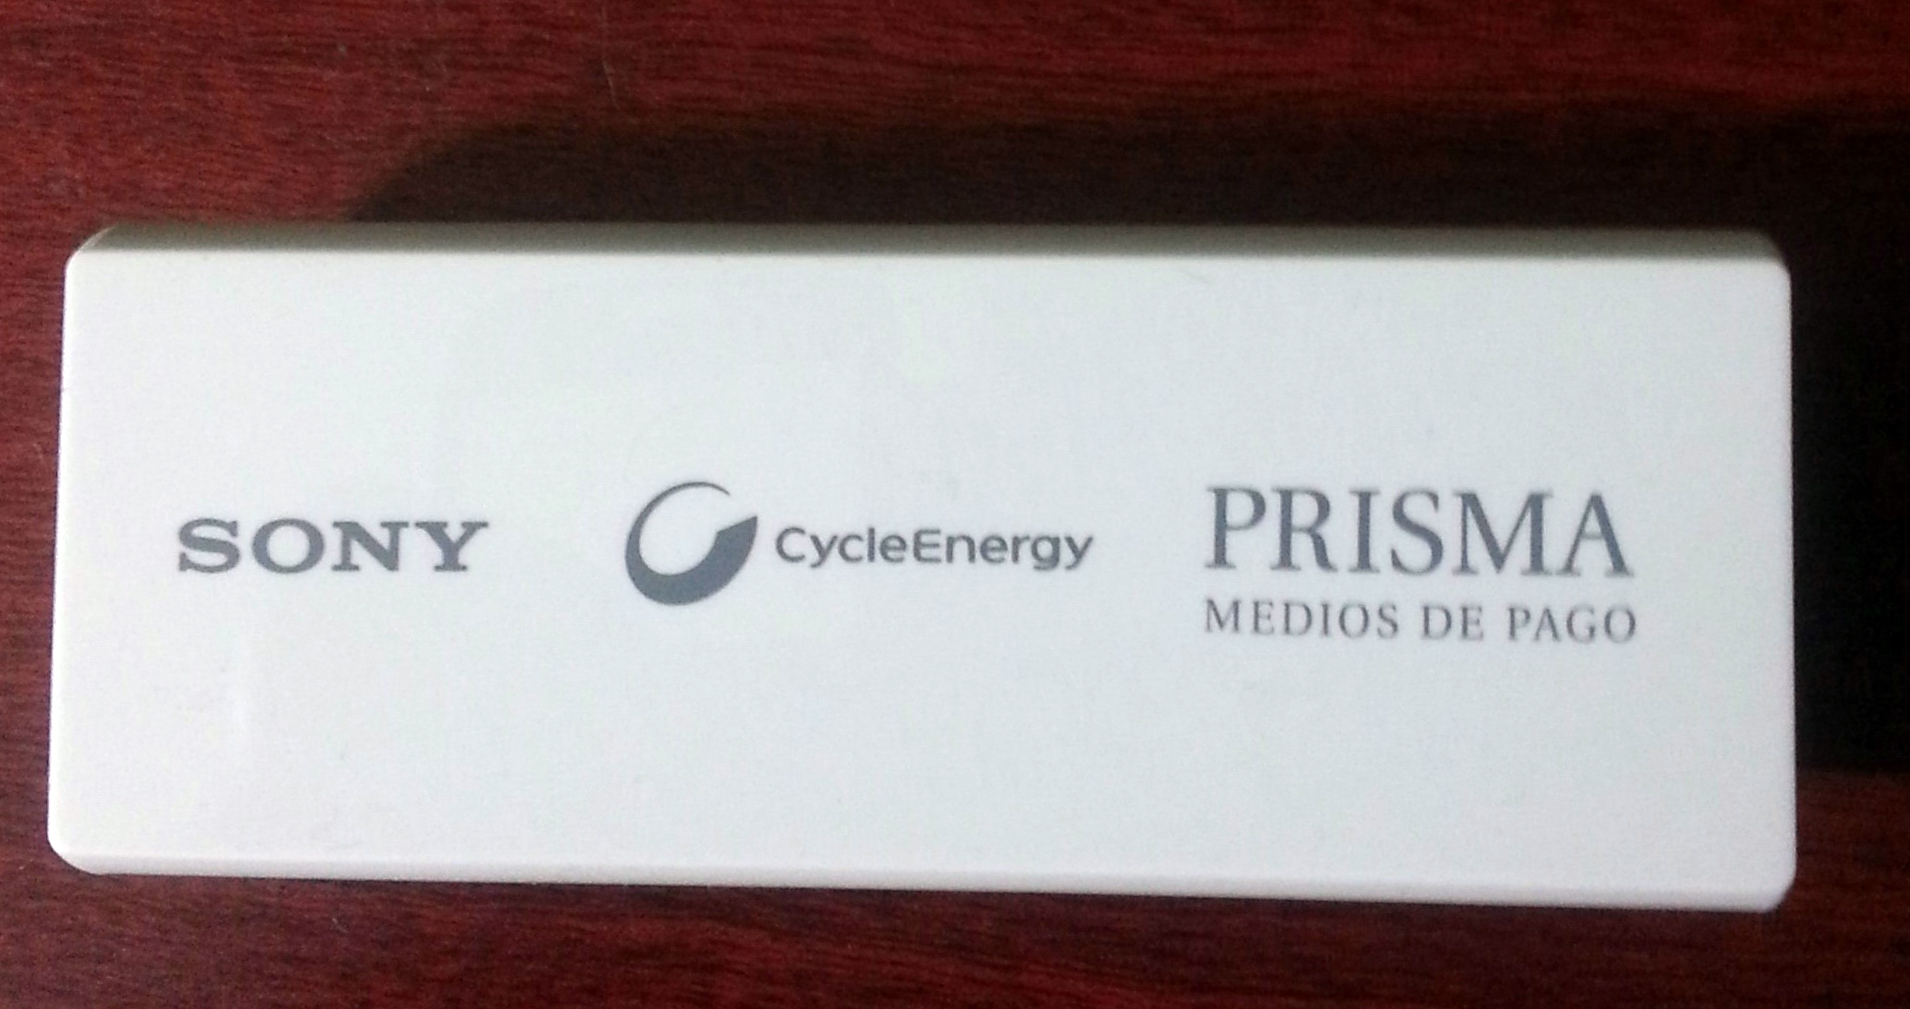 SONY
CycleEnergy
PRISMA
MEDIOS DE PAGO